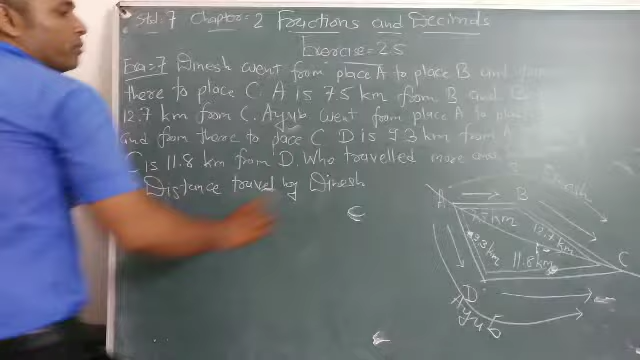 Std: 7 Chapter = 2 Fractions and Decimals
Exercise = 2.5
Exa=7 Dinesh went from place A to place B and from
there to place C A is 7.5 km from B and B
12.7 km from C. Ayub went from place A to place
and from there to place C D is 9.3 km from A
C is 11.8 km from D. Who travelled more and
Distance travel by Dinesh
A
B
Dinesh
7.5 km
12.7 km
9.3 km
11.8 km
C
D
Ayub